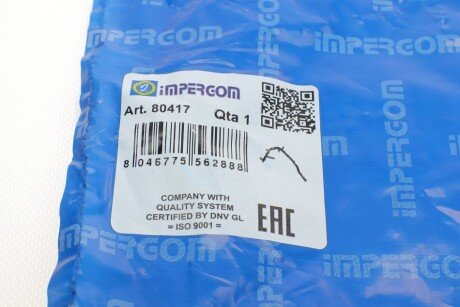 IMPERGOM
IMPERGOM
Art. 80417 Qta 1
8 046775 562888
COMPANY WITH
QUALITY SYSTEM
CERTIFIED BY DNV GL
= ISO 9001 =
EAC
IMPERGOM
IMPERGOM